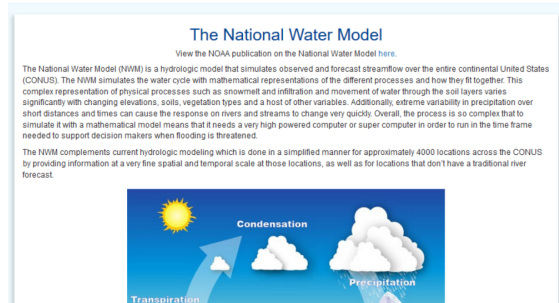 The National Water Model
View the NOAA publication on the National Water Model here.
The National Water Model (NWM) is a hydrologic model that simulates observed and forecast streamflow over the entire continental United States
(CONUS). The NWM simulates the water cycle with mathematical representations of the different processes and how they fit together. This
complex representation of physical processes such as snowmelt and infiltration and movement of water through the soil layers varies
significantly with changing elevations, soils, vegetation types and a host of other variables. Additionally, extreme variability in precipitation over
short distances and times can cause the response on rivers and streams to change very quickly. Overall, the process is so complex that to
simulate it with a mathematical model means that it needs a very high powered computer or super computer in order to run in the time frame
needed to support decision makers when flooding is threatened.
The NWM complements current hydrologic modeling which is done in a simplified manner for approximately 4000 locations across the CONUS
by providing information at a very fine spatial and temporal scale at those locations, as well as for locations that don't have a traditional river
forecast.
Condensation
Precipitation
Transpiration